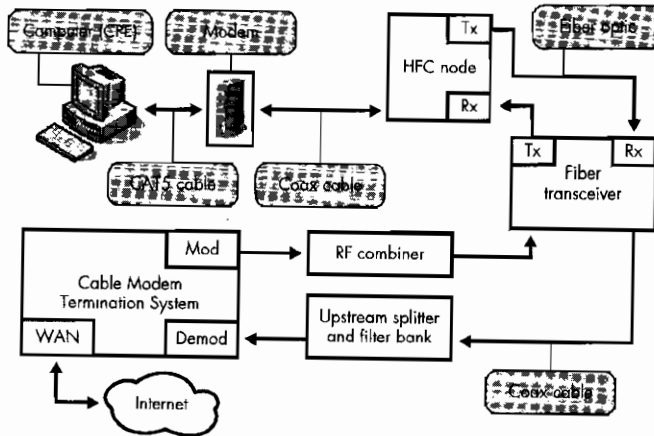 Computer (CPE)
Modem
Fiber optic
Tx
HFC node
Rx
CAT5 cable
Coax cable
Tx
Rx
Fiber
transceiver
Mod
RF combiner
Cable Modem
Termination System
WAN
Demod
Upstream splitter
and filter bank
Internet
Coax cable